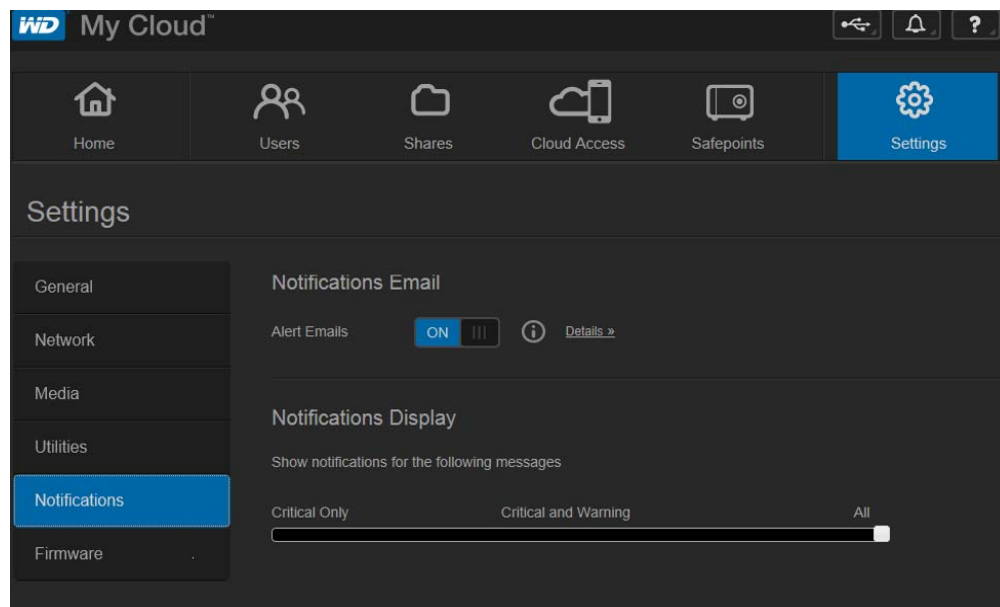 WD My Cloud™
?
Home Users Shares Cloud Access Safepoints Settings
Settings
General
Network
Media
Utilities
Notifications
Firmware
Notifications Email
Alert Emails ON Details »
Notifications Display
Show notifications for the following messages
Critical Only Critical and Warning All